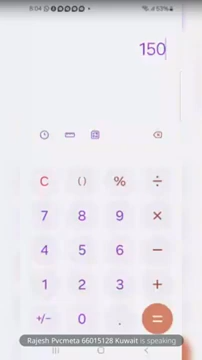 8:04 53%
150
C () % ÷
7 8 9 ×
4 5 6 −
1 2 3 +
+/− 0 . =
Rajesh Pvcmeta 66015128 Kuwait is speaking